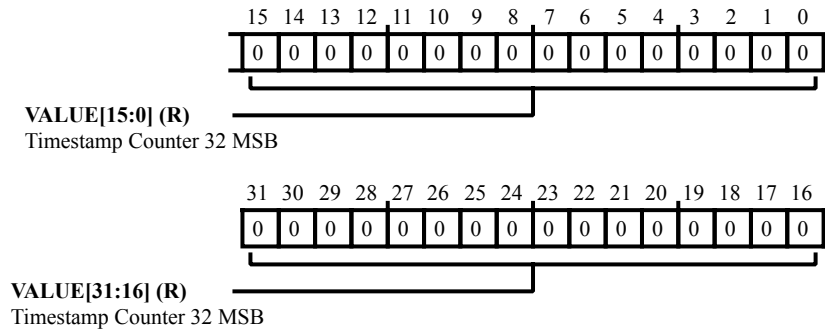 15 14 13 12 11 10 9 8 7 6 5 4 3 2 1 0
0 0 0 0 0 0 0 0 0 0 0 0 0 0 0 0
VALUE[15:0] (R)
Timestamp Counter 32 MSB
31 30 29 28 27 26 25 24 23 22 21 20 19 18 17 16
0 0 0 0 0 0 0 0 0 0 0 0 0 0 0 0
VALUE[31:16] (R)
Timestamp Counter 32 MSB